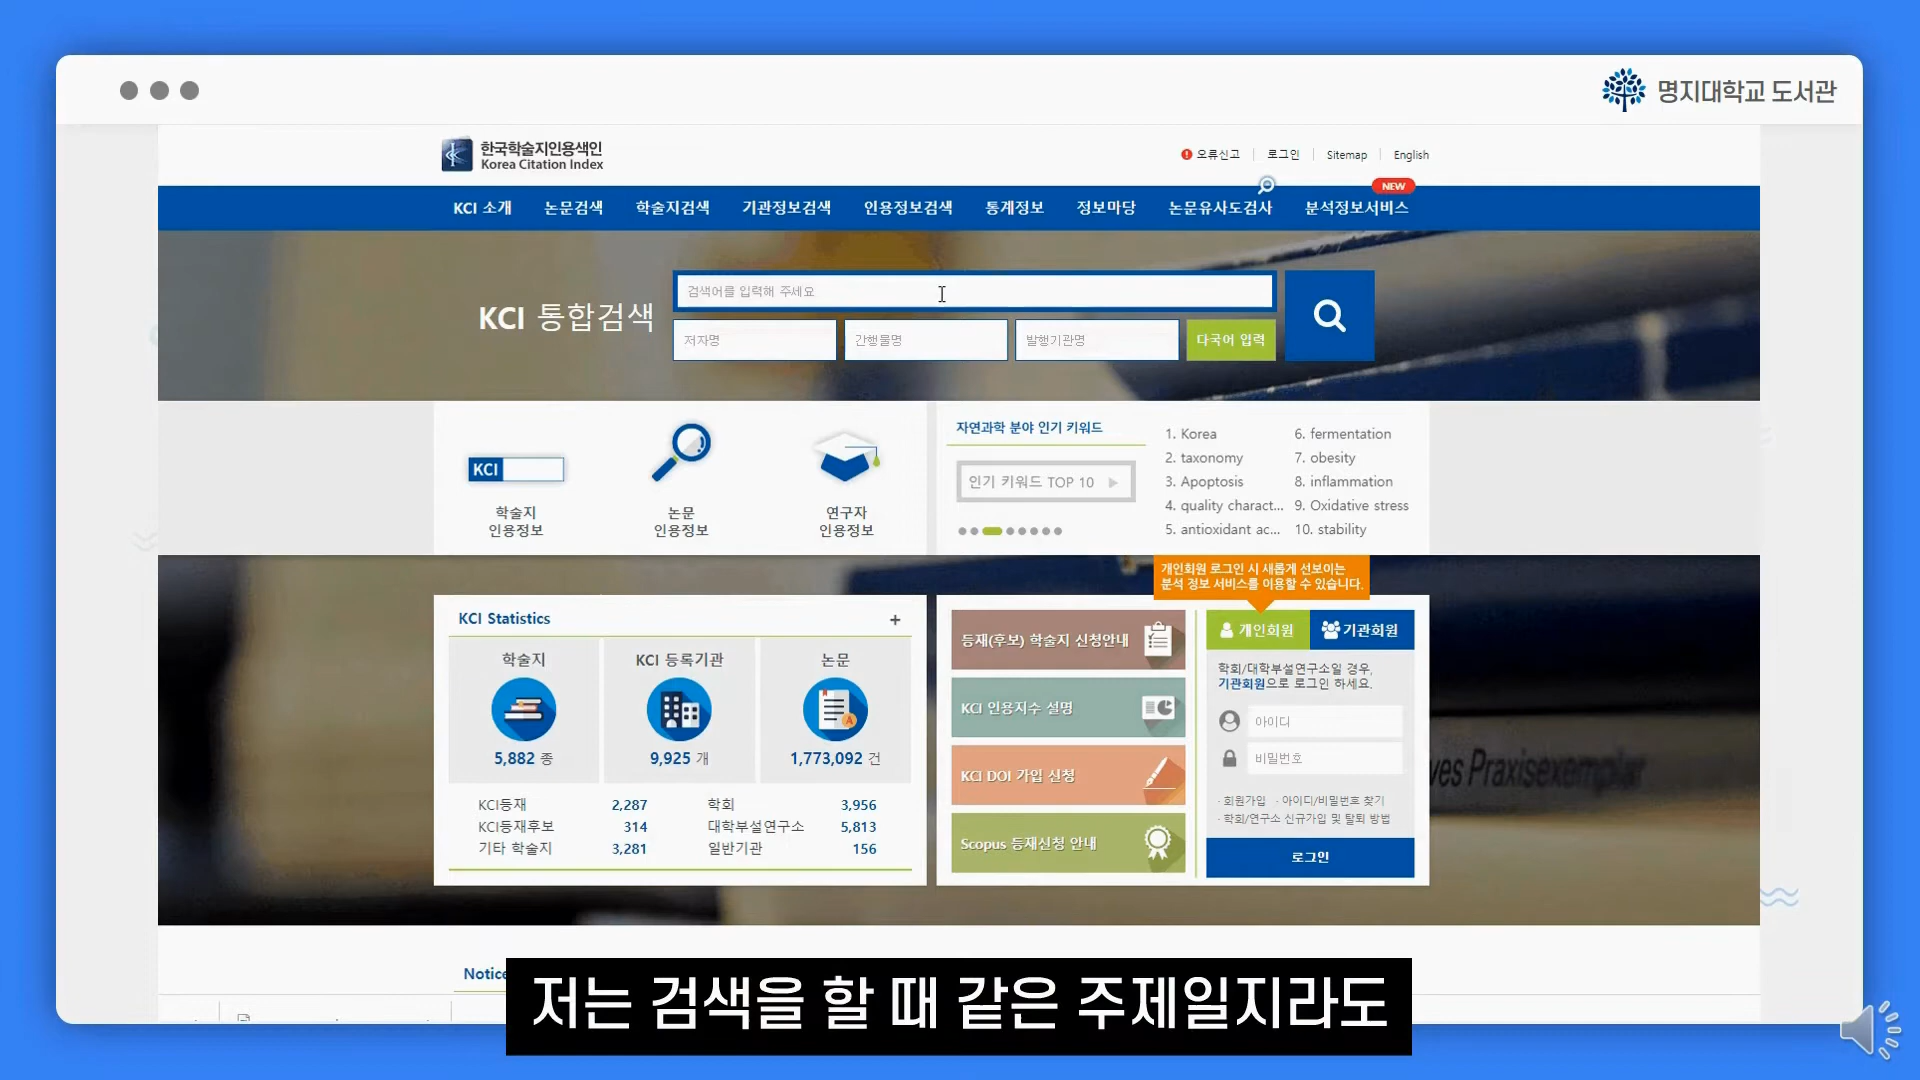 명지대학교 도서관
한국학술지인용색인
Korea Citation Index
오류신고
로그인
Sitemap
English
NEW
KCI 소개
논문검색
학술지검색
기관정보검색
인용정보검색
통계정보
정보마당
논문유사도검사
분석정보서비스
KCI 통합검색
검색어를 입력해 주세요
저자명
간행물명
발행기관명
다국어 입력
KCI
학술지
인용정보
논문
인용정보
연구자
인용정보
자연과학 분야 인기 키워드
인기 키워드 TOP 10
1. Korea
2. taxonomy
3. Apoptosis
4. quality charact...
5. antioxidant ac...
6. fermentation
7. obesity
8. inflammation
9. Oxidative stress
10. stability
개인회원 로그인 시 새롭게 선보이는
분석 정보 서비스를 이용할 수 있습니다.
KCI Statistics
+
학술지
5,882 종
KCI 등록기관
9,925 개
논문
1,773,092 건
KCI등재 2,287
KCI등재후보 314
기타 학술지 3,281
학회 3,956
대학부설연구소 5,813
일반기관 156
등재(후보) 학술지 신청안내
KCI 인용지수 설명
KCI DOI 가입 신청
Scopus 등재신청 안내
개인회원
기관회원
학회/대학부설연구소일 경우,
기관회원으로 로그인 하세요.
아이디
비밀번호
· 회원가입 · 아이디/비밀번호 찾기
· 학회/연구소 신규가입 및 탈퇴 방법
로그인
ves Praxisexemplar
Notice
저는 검색을 할 때 같은 주제일지라도